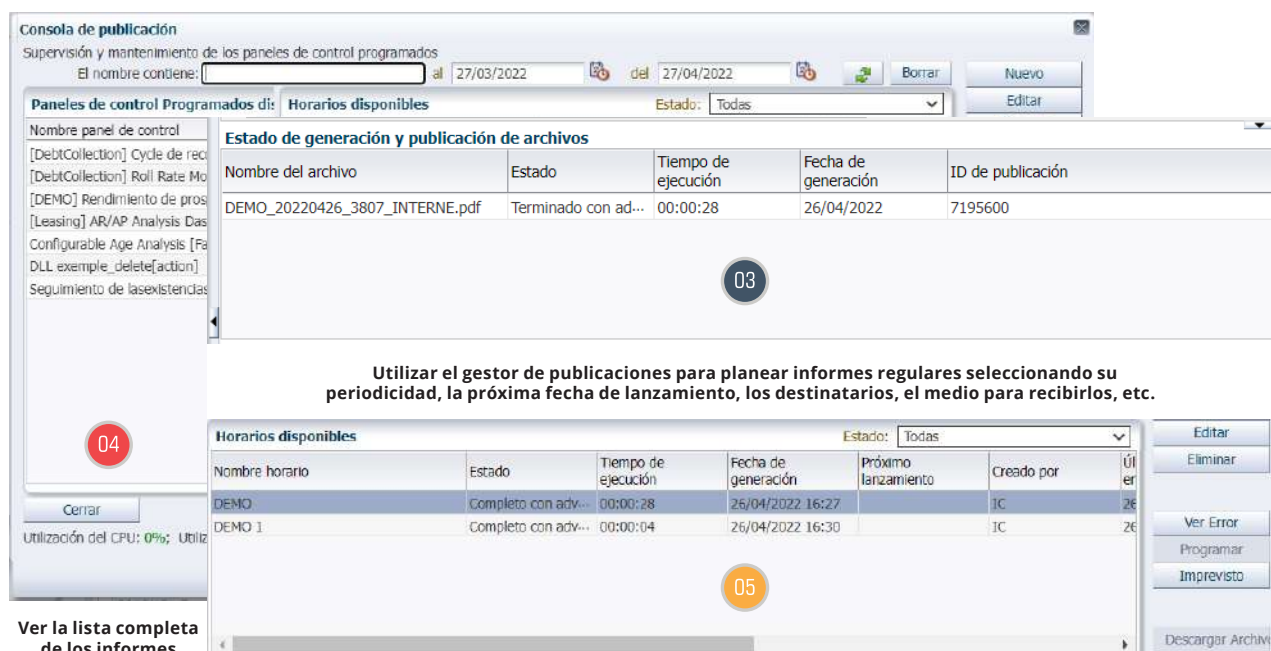 Consola de publicación
Supervisión y mantenimiento de los paneles de control programados
El nombre contiene: al 27/03/2022 del 27/04/2022 Borrar Nuevo
Paneles de control Programados Horarios disponibles Estado: Todas Editar
Nombre panel de control
[DebtCollection] Cycle de
[DebtCollection] Roll Rate
[DEMO] Rendimiento de
[Leasing] AR/AP Analysis
Configurable Age Analysis
DLL exemple_delete[action]
Seguimiento de lasexistencias
Estado de generación y publicación de archivos
Nombre del archivo Estado Tiempo de ejecución Fecha de generación ID de publicación
DEMO_20220426_3807_INTERNE.pdf Terminado con ad... 00:00:28 26/04/2022 7195600
03
Utilizar el gestor de publicaciones para planear informes regulares seleccionando su
periodicidad, la próxima fecha de lanzamiento, los destinatarios, el medio para recibirlos, etc.
04
Horarios disponibles Estado: Todas Editar
Nombre horario Estado Tiempo de ejecución Fecha de generación Próximo lanzamiento Creado por Eliminar
DEMO Completo con adv... 00:00:28 26/04/2022 16:27 IC
DEMO 1 Completo con adv... 00:00:04 26/04/2022 16:30 IC
Ver Error
Programar
Imprevisto
05
Descargar
Cerrar
Utilización del CPU: 0%;
Ver la lista completa
de los informes